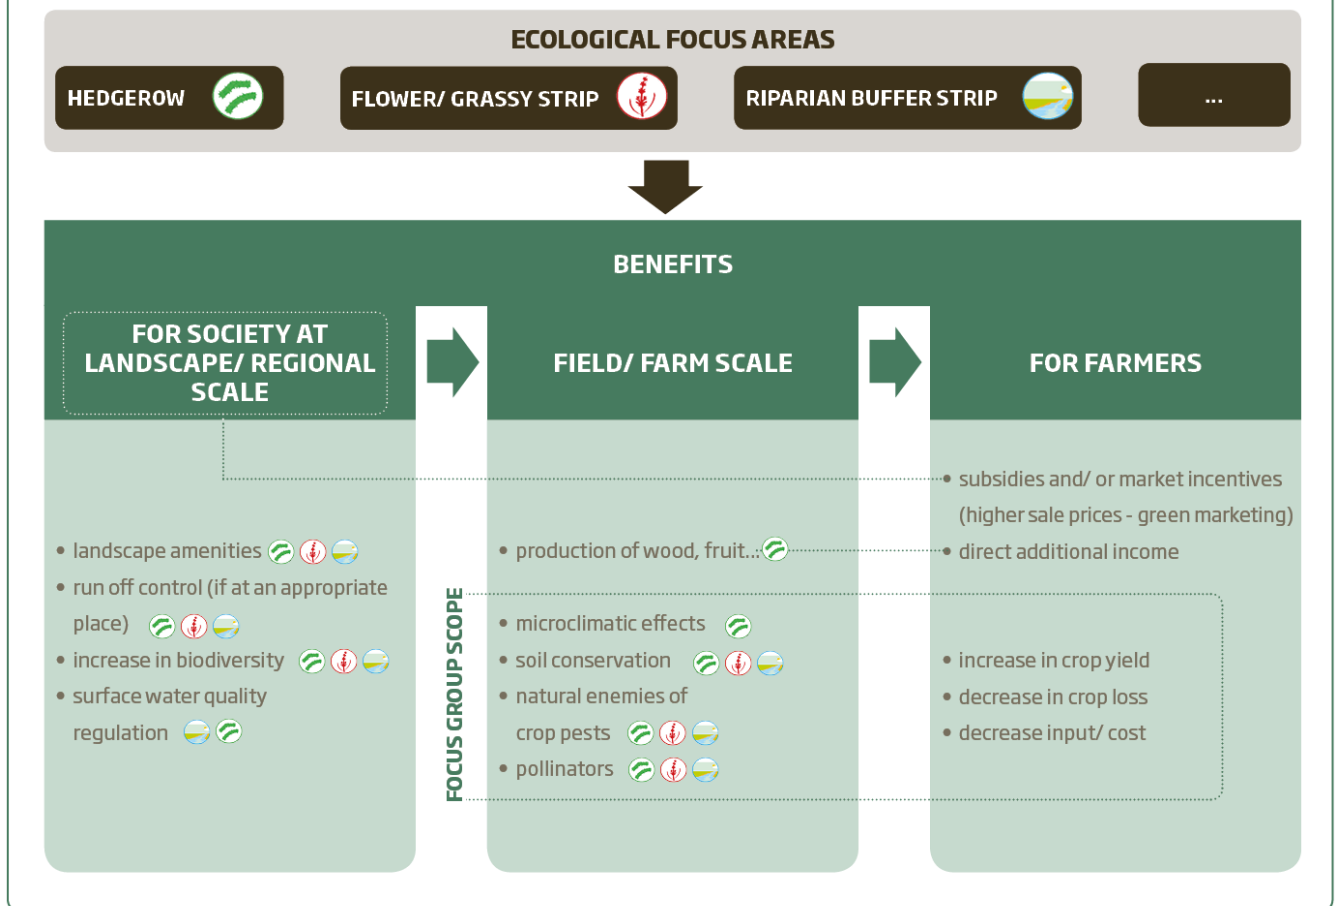 ECOLOGICAL FOCUS AREAS
HEDGEROW
FLOWER/ GRASSY STRIP
RIPARIAN BUFFER STRIP
...
BENEFITS
FOR SOCIETY AT
LANDSCAPE/ REGIONAL
SCALE
FIELD/ FARM SCALE
FOR FARMERS
• landscape amenities
• run off control (if at an appropriate
place)
• increase in biodiversity
• surface water quality
regulation
FOCUS GROUP SCOPE
• production of wood, fruit...
• microclimatic effects
• soil conservation
• natural enemies of
crop pests
• pollinators
• subsidies and/ or market incentives
(higher sale prices - green marketing)
• direct additional income
• increase in crop yield
• decrease in crop loss
• decrease input/ cost